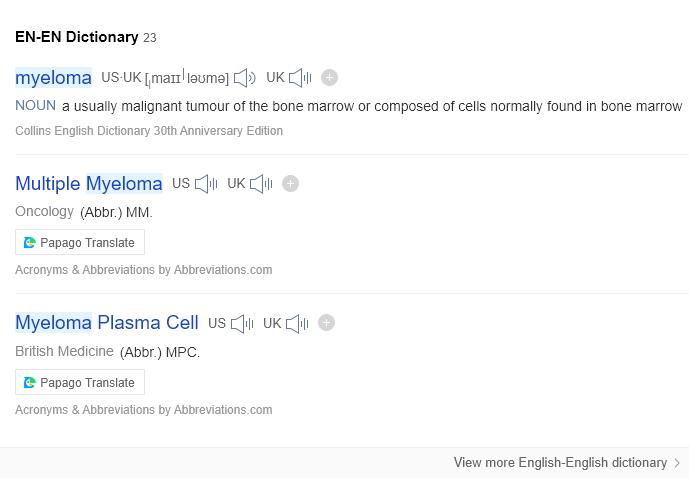 EN-EN Dictionary 23
myeloma US·UK [ˌmaɪɪˈləʊmə] UK
NOUN a usually malignant tumour of the bone marrow or composed of cells normally found in bone marrow
Collins English Dictionary 30th Anniversary Edition
Multiple Myeloma US UK
Oncology (Abbr.) MM.
Papago Translate
Acronyms & Abbreviations by Abbreviations.com
Myeloma Plasma Cell US UK
British Medicine (Abbr.) MPC.
Papago Translate
Acronyms & Abbreviations by Abbreviations.com
View more English-English dictionary